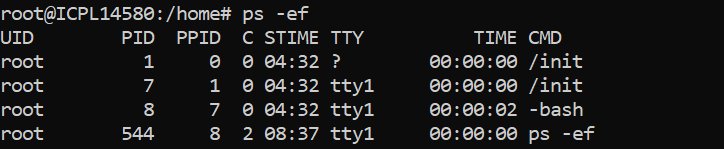 root@ICPL14580:/home# ps -ef
UID        PID  PPID  C STIME TTY          TIME CMD
root         1     0  0 04:32 ?        00:00:00 /init
root         7     1  0 04:32 tty1     00:00:00 /init
root         8     7  0 04:32 tty1     00:00:02 -bash
root       544     8  2 08:37 tty1     00:00:00 ps -ef